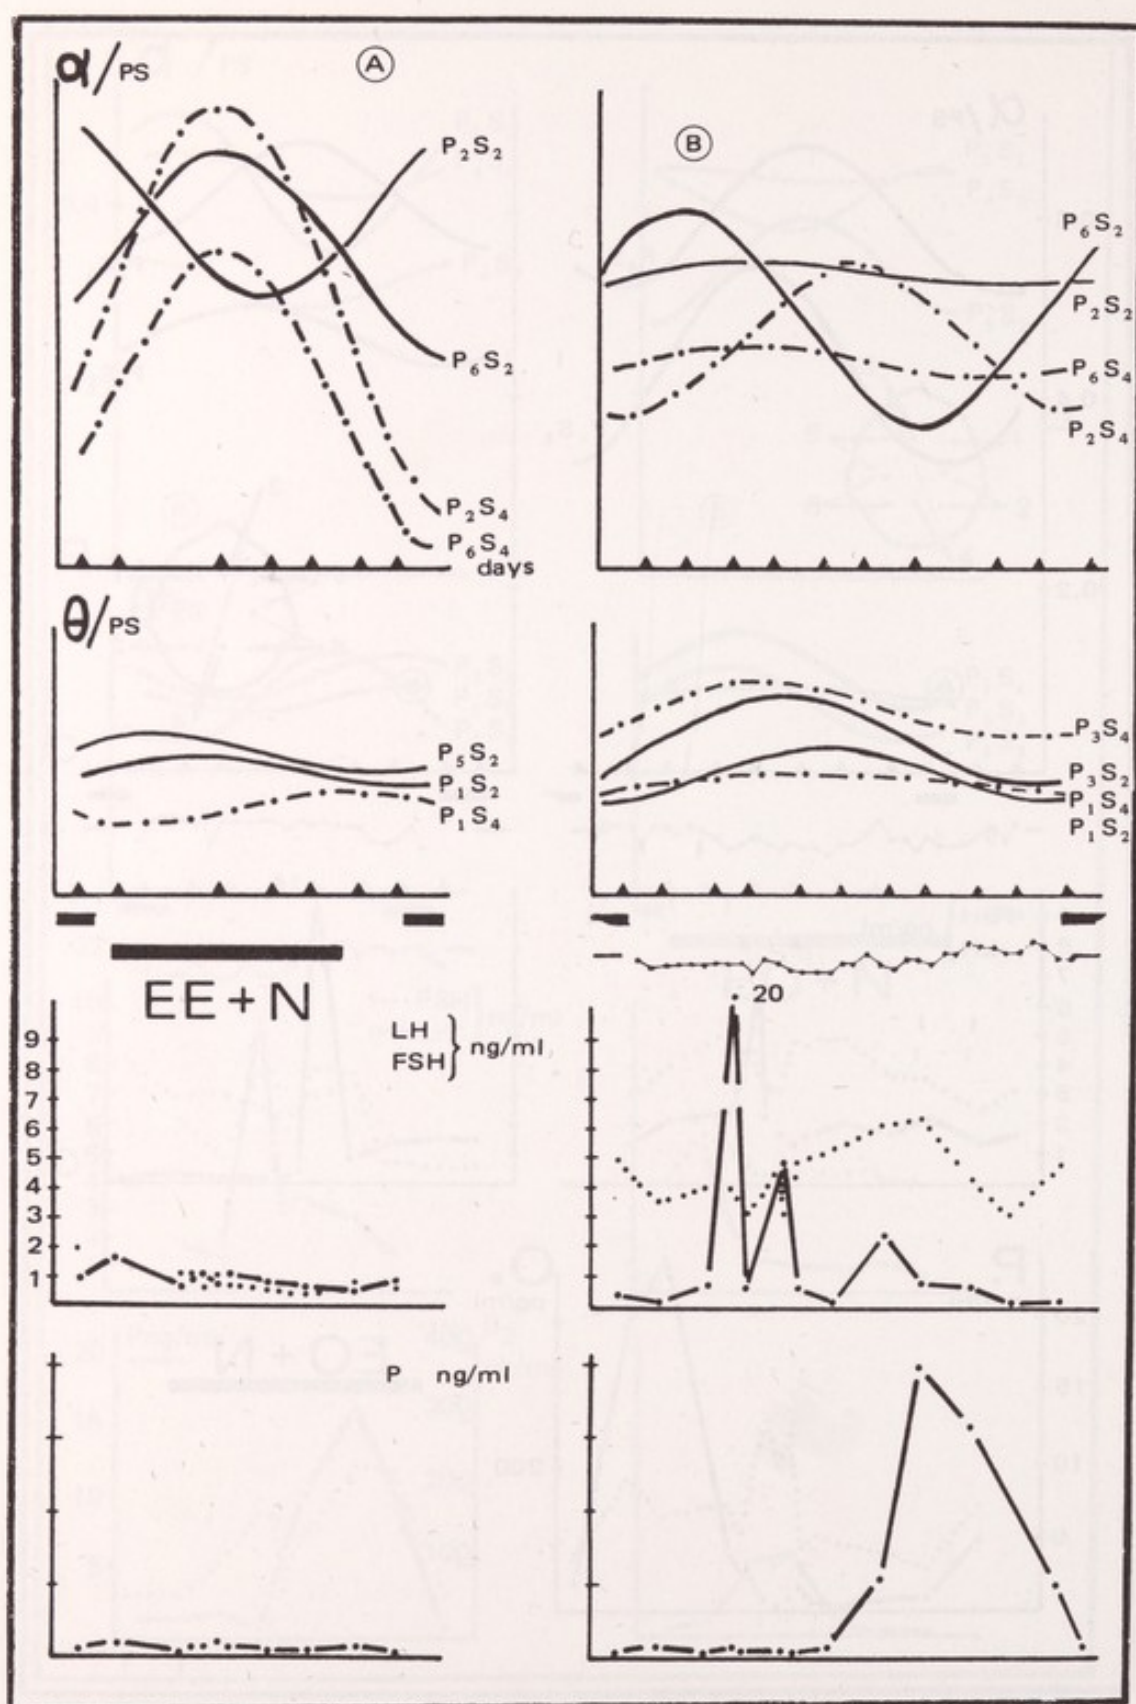 α/PS
Ⓐ
P₂S₂
P₆S₂
P₂S₄
P₆S₄
days
Ⓑ
P₆S₂
P₂S₂
P₆S₄
P₂S₄
θ/PS
P₅S₂
P₁S₂
P₁S₄
P₃S₄
P₃S₂
P₁S₄
P₁S₂
EE + N
LH
FSH } ng/ml
9
8
7
6
5
4
3
2
1
20
P ng/ml